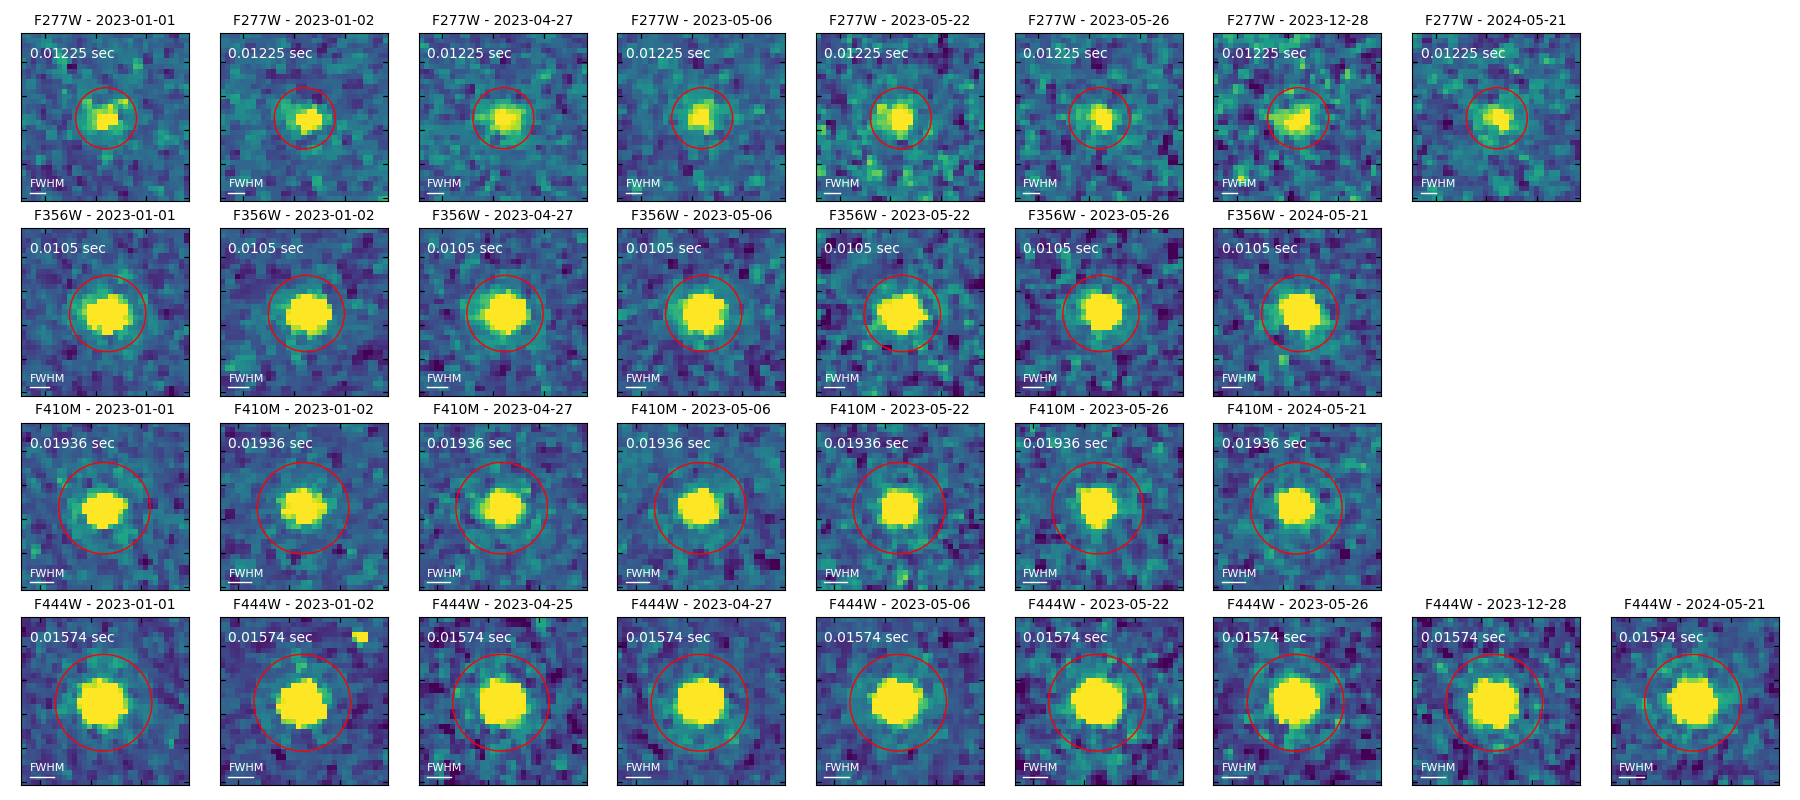 F277W - 2023-01-01
F277W - 2023-01-02
F277W - 2023-04-27
F277W - 2023-05-06
F277W - 2023-05-22
F277W - 2023-05-26
F277W - 2023-12-28
F277W - 2024-05-21
0.01225 sec
0.01225 sec
0.01225 sec
0.01225 sec
0.01225 sec
0.01225 sec
0.01225 sec
0.01225 sec
FWHM
FWHM
FWHM
FWHM
FWHM
FWHM
FWHM
FWHM
F356W - 2023-01-01
F356W - 2023-01-02
F356W - 2023-04-27
F356W - 2023-05-06
F356W - 2023-05-22
F356W - 2023-05-26
F356W - 2024-05-21
0.0105 sec
0.0105 sec
0.0105 sec
0.0105 sec
0.0105 sec
0.0105 sec
0.0105 sec
FWHM
FWHM
FWHM
FWHM
FWHM
FWHM
FWHM
F410M - 2023-01-01
F410M - 2023-01-02
F410M - 2023-04-27
F410M - 2023-05-06
F410M - 2023-05-22
F410M - 2023-05-26
F410M - 2024-05-21
0.01936 sec
0.01936 sec
0.01936 sec
0.01936 sec
0.01936 sec
0.01936 sec
0.01936 sec
FWHM
FWHM
FWHM
FWHM
FWHM
FWHM
FWHM
F444W - 2023-01-01
F444W - 2023-01-02
F444W - 2023-04-25
F444W - 2023-04-27
F444W - 2023-05-06
F444W - 2023-05-22
F444W - 2023-05-26
F444W - 2023-12-28
F444W - 2024-05-21
0.01574 sec
0.01574 sec
0.01574 sec
0.01574 sec
0.01574 sec
0.01574 sec
0.01574 sec
0.01574 sec
0.01574 sec
FWHM
FWHM
FWHM
FWHM
FWHM
FWHM
FWHM
FWHM
FWHM